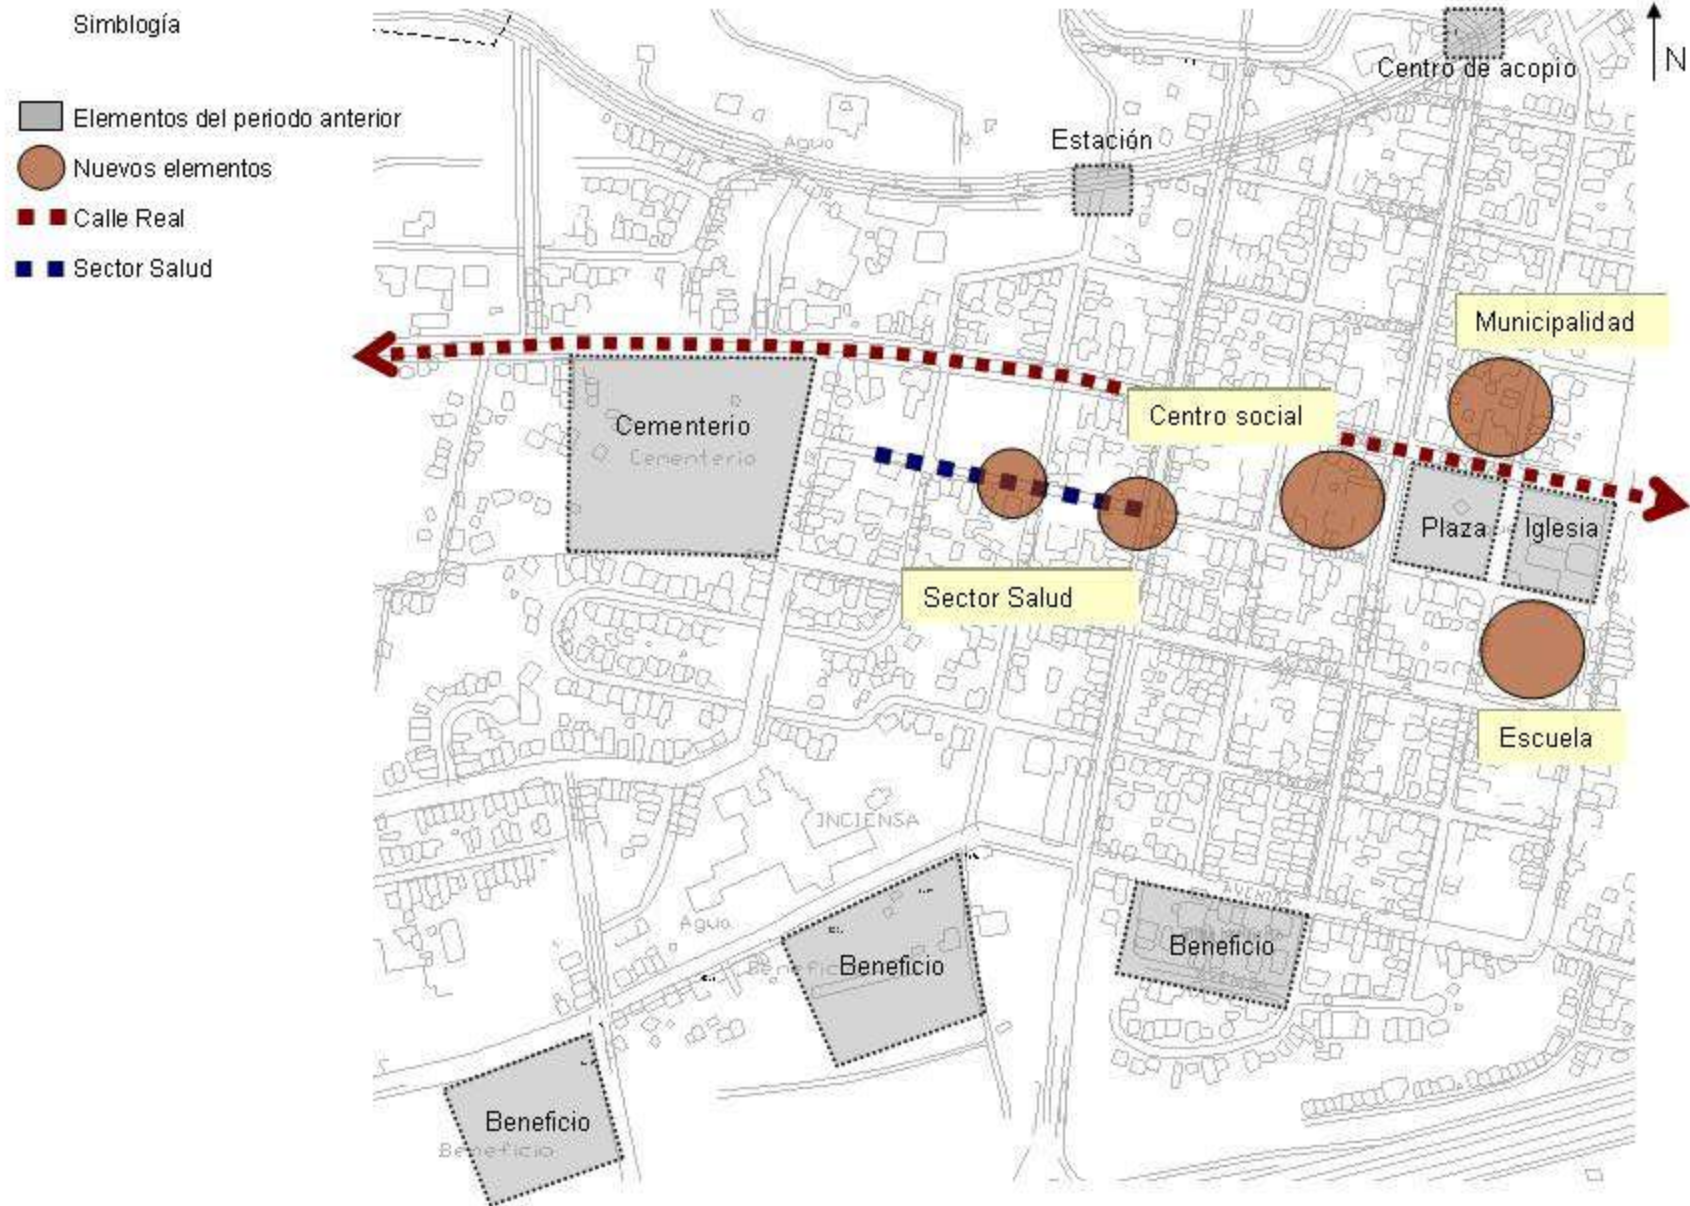 Simblogía
Elementos del periodo anterior
Nuevos elementos
Calle Real
Sector Salud
N
Centro de acopio
Estación
Agua
Municipalidad
Centro social
Cementerio
Cementerio
Plaza
Iglesia
Sector Salud
Escuela
INCIENSA
Agua
Beneficio
Beneficio
Beneficio
Beneficio
Beneficio